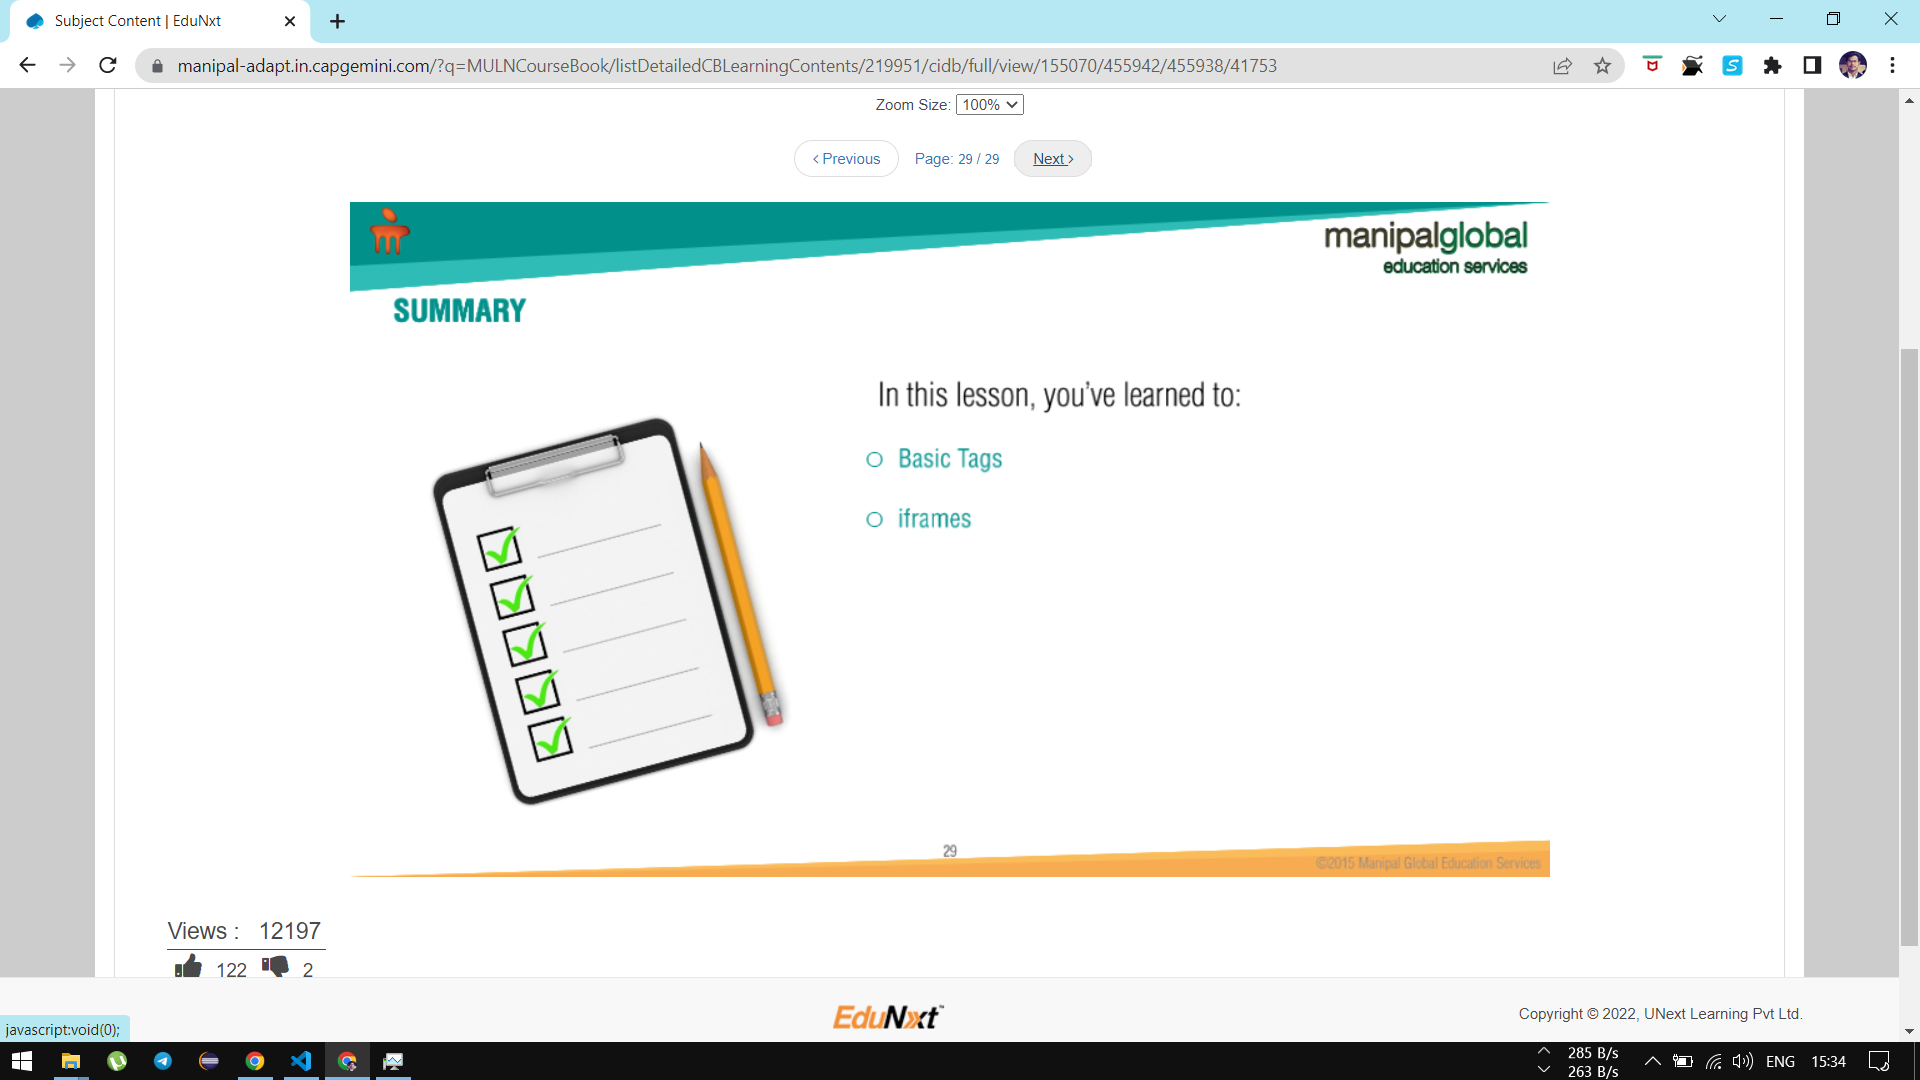 Subject Content | EduNxt
manipal-adapt.in.capgemini.com/?q=MULNCourseBook/listDetailedCBLearningContents/219951/cidb/full/view/155070/455942/455938/41753
Zoom Size: 100%
‹ Previous Page: 29 / 29 Next ›
manipalglobal
education services
SUMMARY
In this lesson, you've learned to:
Basic Tags
iframes
29
©2015 Manipal Global Education Services
Views : 12197
122 2
EduNxt™
Copyright © 2022, UNext Learning Pvt Ltd.
javascript:void(0);
285 B/s
263 B/s
ENG 15:34